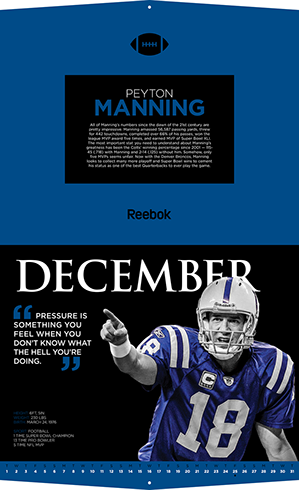 PEYTON
MANNING
All of Manning's numbers since the dawn of the 21st century are
pretty impressive. Manning amassed 56,587 passing yards, threw
for 442 touchdowns, completed over 66% of his passes, won the
league MVP award five times, and earned MVP of Super Bowl XLI.
The most important stat you need to understand about Manning's
greatness has been the Colts' winning percentage since 2001 — 115-
45 (.718) with Manning and 2-14 (.125) without him. Somehow, only
five MVPs seems unfair. Now with the Denver Broncos, Manning
looks to collect many more playoff and Super Bowl wins to cement
his status as one of the best Quarterbacks to ever play the game.
Reebok
DECEMBER
“ PRESSURE IS
SOMETHING YOU
FEEL WHEN YOU
DON'T KNOW WHAT
THE HELL YOU'RE
DOING. ”
C
18
6FT, 5IN
230 LBS.
MARCH 24, 1976
FOOTBALL
1 TIME SUPER BOWL CHAMPION
13 TIME PRO BOWLER
5 TIME NFL MVP
1 2 3 4 5 6 7 8 9 10 11 12 13 14 15 16 17 18 19 20 21 22 23 24 25 26 27 28 29 30 31